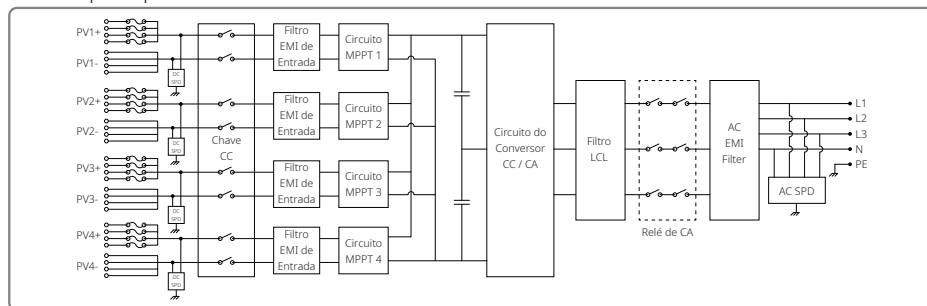 PV1+
PV1-
DC
SPD
PV2+
PV2-
DC
SPD
PV3+
PV3-
DC
SPD
PV4+
PV4-
DC
SPD
Chave
CC
Filtro
EMI de
Entrada
Circuito
MPPT 1
Filtro
EMI de
Entrada
Circuito
MPPT 2
Filtro
EMI de
Entrada
Circuito
MPPT 3
Filtro
EMI de
Entrada
Circuito
MPPT 4
Circuito do
Conversor
CC / CA
Filtro
LCL
Relé de CA
AC
EMI
Filter
L1
L2
L3
N
PE
AC SPD